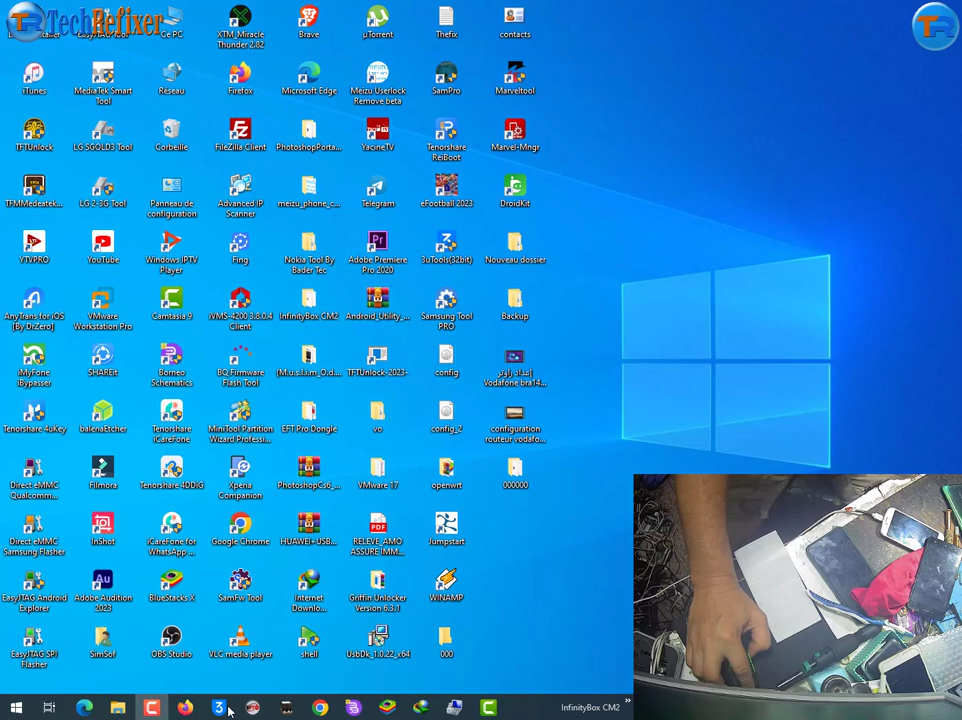 TechRefixer
TR
EasyJTAG Tool
Ce PC
XTM_Miracle
Thunder 2.82
Brave
µTorrent
Thefix
contacts
iTunes
MediaTek Smart
Tool
Réseau
Firefox
Microsoft Edge
Meizu Userlock
Remove beta
SamPro
Marveltool
TFTUnlock
LG SGOLD3 Tool
Corbeille
FileZilla Client
PhotoshopPorta...
YacineTV
Tenorshare
ReiBoot
Marvel-Mngr
TFMMedeatek...
LG 2-3G Tool
Panneau de
configuration
Advanced IP
Scanner
meizu_phone_c...
Telegram
eFootball 2023
DroidKit
YTVPRO
YouTube
Windows IPTV
Player
Fing
Nokia Tool By
Bader Tec
Adobe Premiere
Pro 2020
3uTools(32bit)
Nouveau dossier
AnyTrans for iOS
[By DrZero]
VMware
Workstation Pro
Camtasia 9
iVMS-4200 3.8.0.4
Client
InfinityBox CM2
Android_Utility_...
Samsung Tool
PRO
Backup
iMyFone
iBypasser
SHAREit
Borneo
Schematics
BQ Firmware
Flash Tool
(M.u.s.l.i.m_O.d...
TFTUnlock-2023-
config
إعداد راوتر
Vodafone bra14...
Tenorshare 4uKey
balenaEtcher
Tenorshare
iCareFone
MiniTool Partition
Wizard Professi...
EFT Pro Dongle
vo
config_2
configuration
routeur vodafo...
Direct eMMC
Qualcomm...
Filmora
Tenorshare 4DDiG
Xperia
Companion
PhotoshopCs6_...
VMware 17
openwrt
000000
Direct eMMC
Samsung Flasher
InShot
iCareFone for
WhatsApp ...
Google Chrome
HUAWEI+USB...
RELEVE_AMO
ASSURE IMM...
Jumpstart
EasyJTAG Android
Explorer
Adobe Audition
2023
BlueStacks X
SamFw Tool
Internet
Downlo...
Griffin Unlocker
Version 6.3.1
WINAMP
EasyJTAG SPI
Flasher
SimSof
OBS Studio
VLC media player
shell
UsbDk_1.0.22_x64
000
InfinityBox CM2